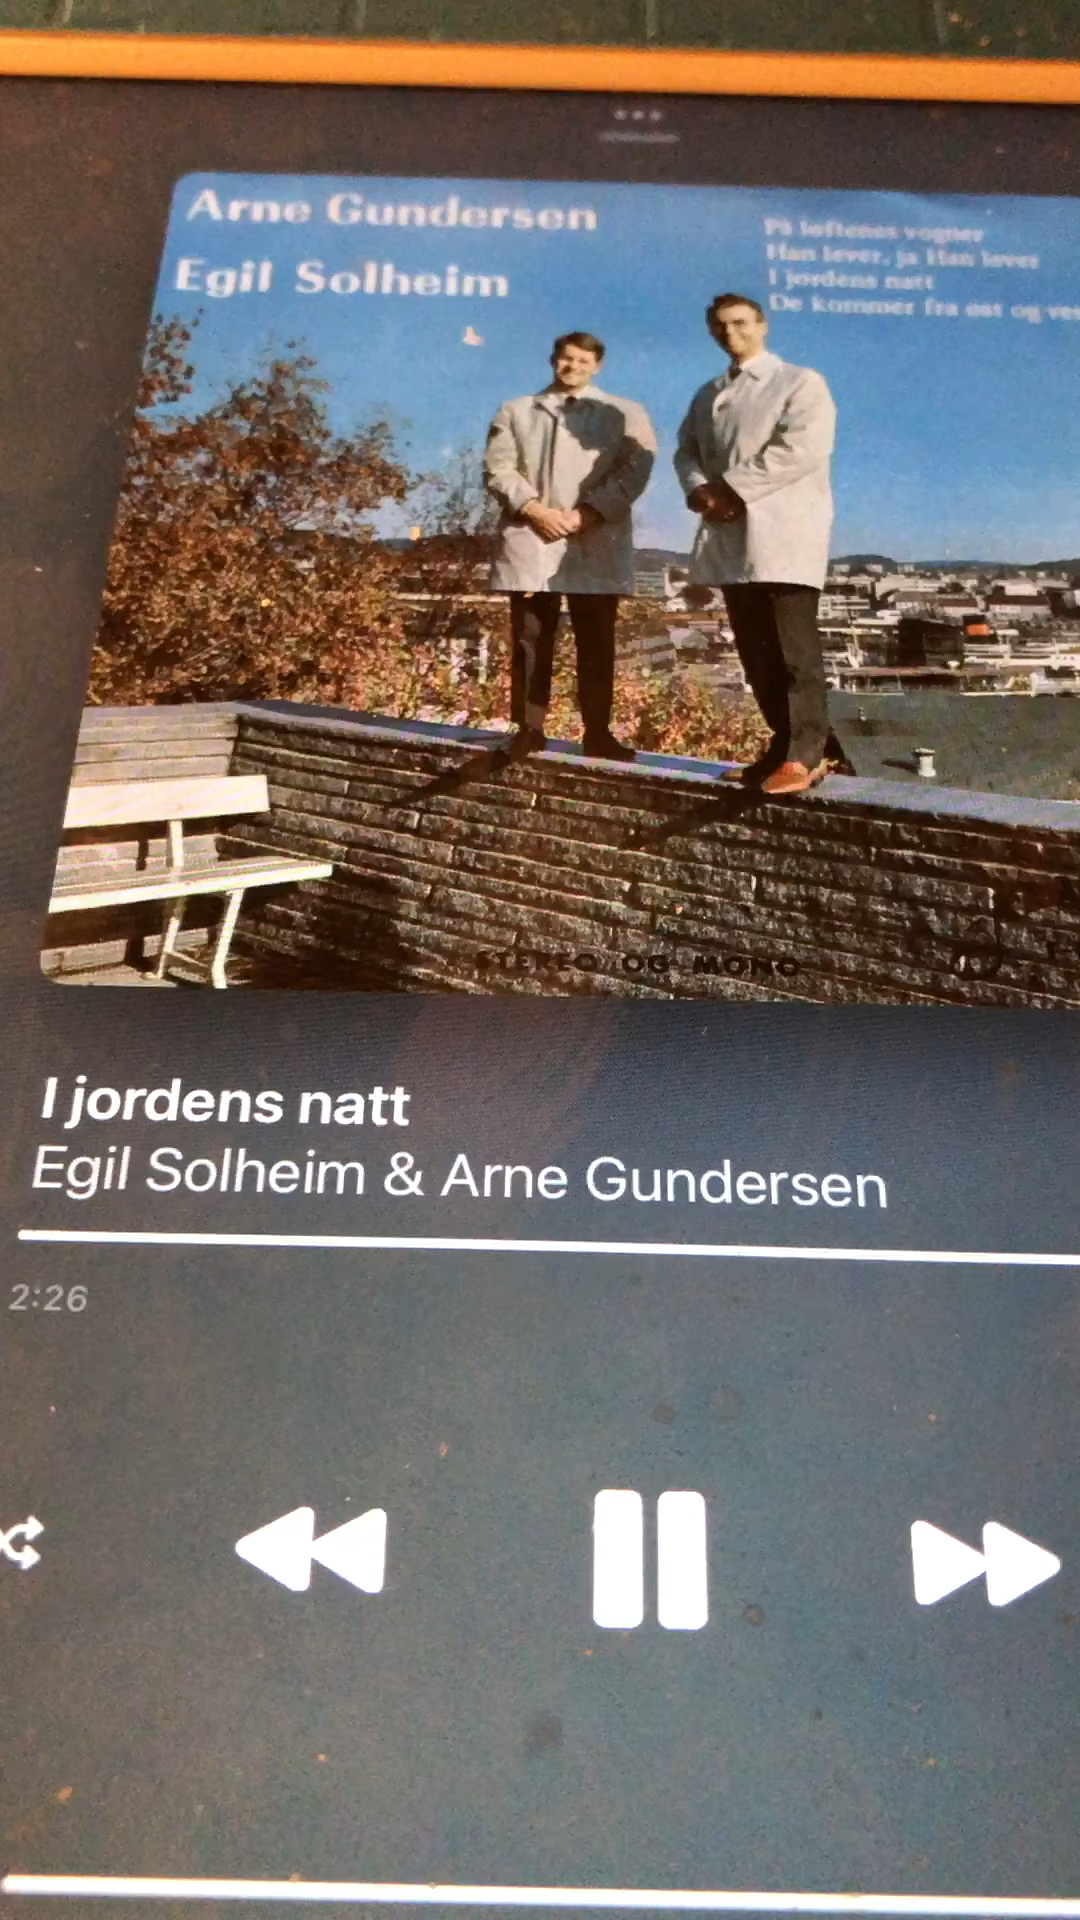 Arne Gundersen
Egil Solheim
På løftenes vogner
Han lever, ja Han lever
I jordens natt
De kommer fra øst og ves
STEREO OG MONO
I jordens natt
Egil Solheim & Arne Gundersen
2:26